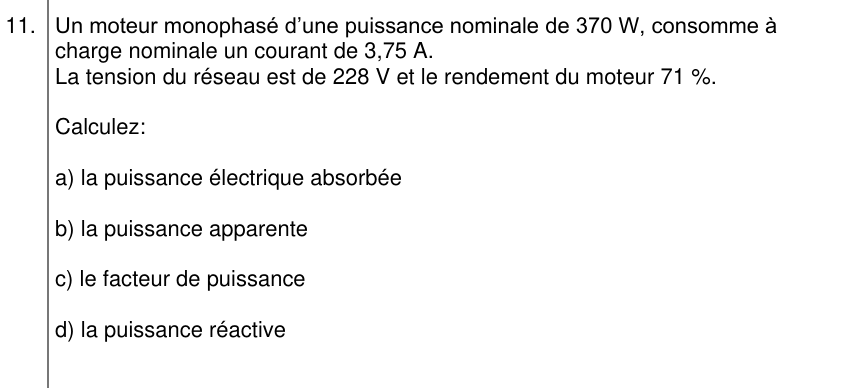 11. Un moteur monophasé d'une puissance nominale de 370 W, consomme à
charge nominale un courant de 3,75 A.
La tension du réseau est de 228 V et le rendement du moteur 71 %.
Calculez:
a) la puissance électrique absorbée
b) la puissance apparente
c) le facteur de puissance
d) la puissance réactive